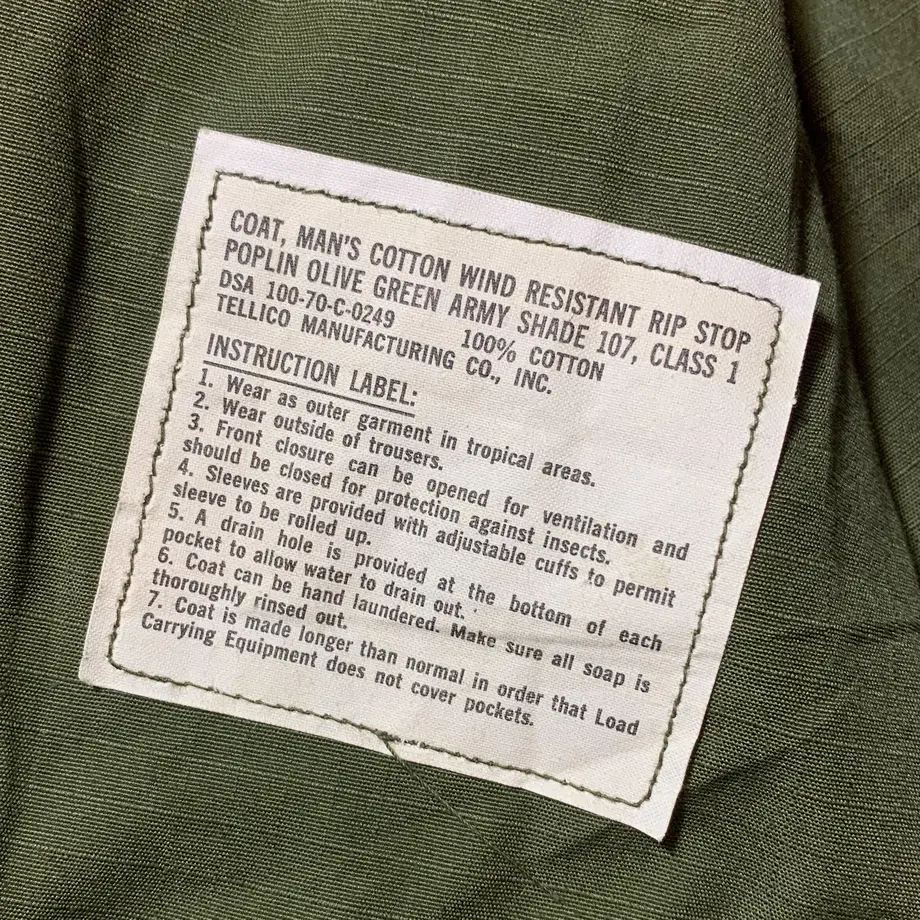 COAT, MAN'S COTTON WIND RESISTANT RIP STOP
POPLIN OLIVE GREEN ARMY SHADE 107, CLASS 1
DSA 100-70-C-0249 100% COTTON
TELLICO MANUFACTURING CO., INC.
INSTRUCTION LABEL:
1. Wear as outer garment in tropical areas.
2. Wear outside of trousers.
3. Front closure can be opened for ventilation and
should be closed for protection against insects.
4. Sleeves are provided with adjustable cuffs to permit
sleeve to be rolled up.
5. A drain hole is provided at the bottom of each
pocket to allow water to drain out.
6. Coat can be hand laundered. Make sure all soap is
thoroughly rinsed out.
7. Coat is made longer than normal in order that Load
Carrying Equipment does not cover pockets.